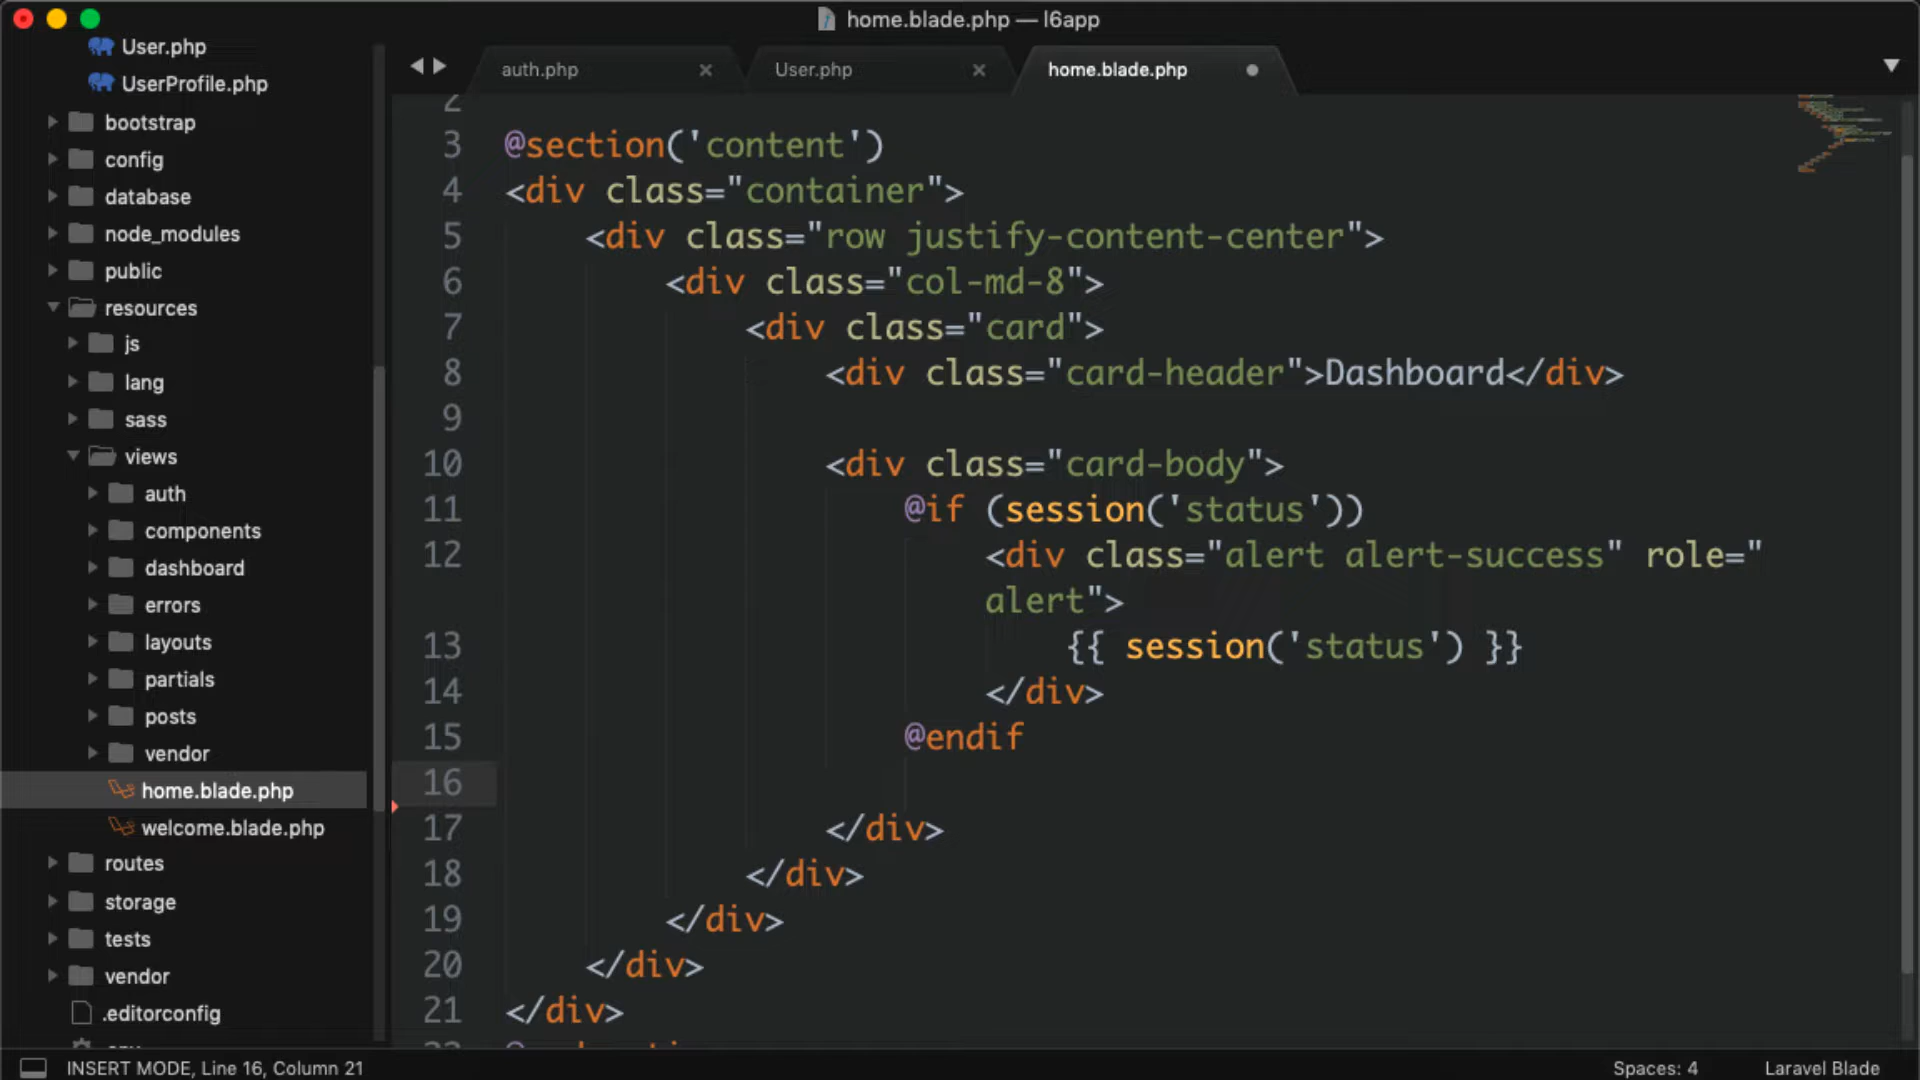 home.blade.php — l6app
User.php
UserProfile.php
bootstrap
config
database
node_modules
public
resources
js
lang
sass
views
auth
components
dashboard
errors
layouts
partials
posts
vendor
home.blade.php
welcome.blade.php
routes
storage
tests
vendor
.editorconfig
auth.php
User.php
home.blade.php
2
3 @section('content')
4 <div class="container">
5 <div class="row justify-content-center">
6 <div class="col-md-8">
7 <div class="card">
8 <div class="card-header">Dashboard</div>
9
10 <div class="card-body">
11 @if (session('status'))
12 <div class="alert alert-success" role="
alert">
13 {{ session('status') }}
14 </div>
15 @endif
16
17 </div>
18 </div>
19 </div>
20 </div>
21 </div>
INSERT MODE, Line 16, Column 21
Spaces: 4
Laravel Blade